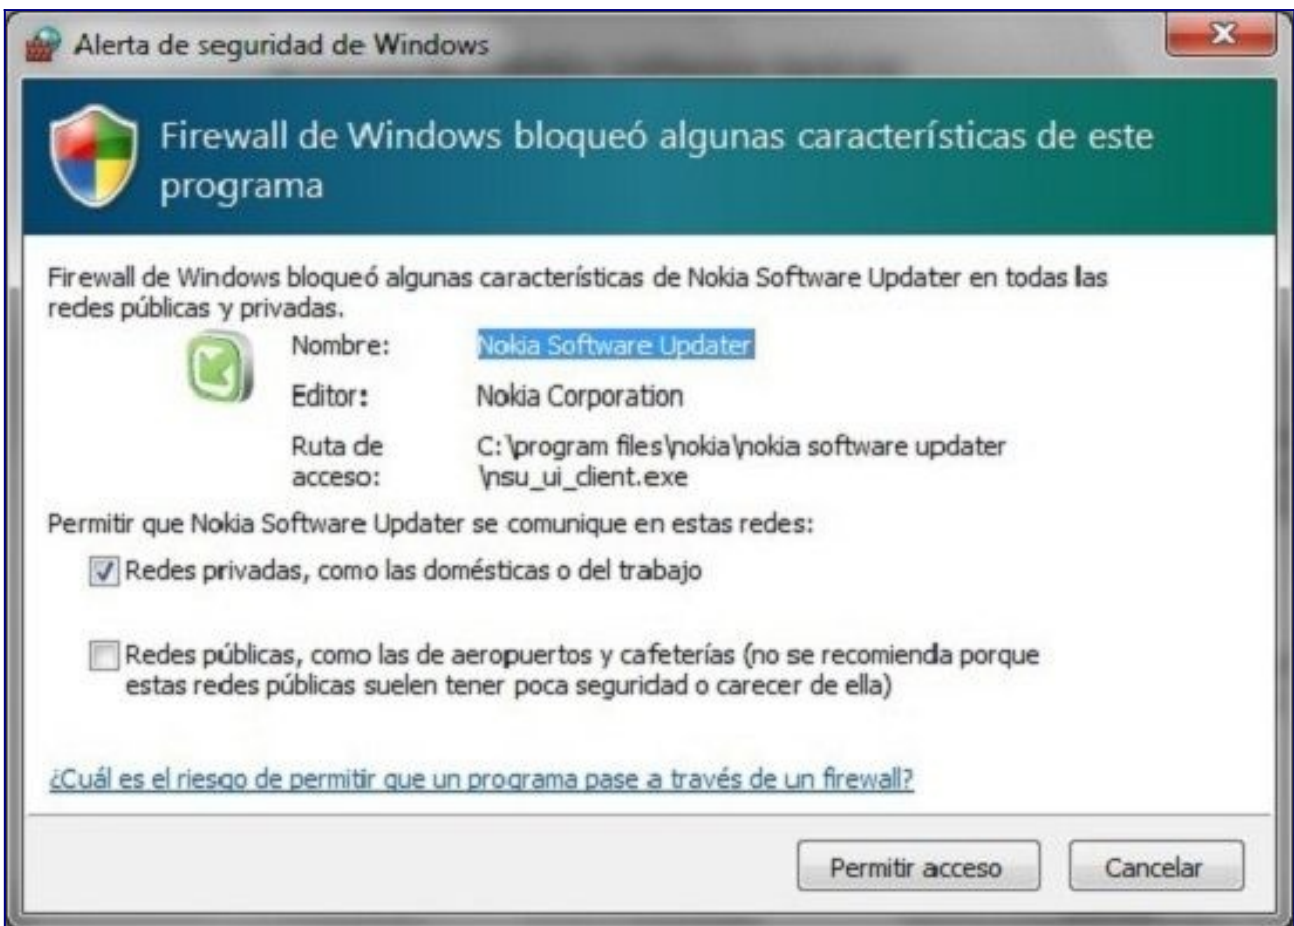 Alerta de seguridad de Windows
Firewall de Windows bloqueó algunas características de este
programa
Firewall de Windows bloqueó algunas características de Nokia Software Updater en todas las
redes públicas y privadas.
Nombre: Nokia Software Updater
Editor: Nokia Corporation
Ruta de C:\program files\nokia\nokia software updater
acceso: \nsu_ui_client.exe
Permitir que Nokia Software Updater se comunique en estas redes:
Redes privadas, como las domésticas o del trabajo
Redes públicas, como las de aeropuertos y cafeterías (no se recomienda porque
estas redes públicas suelen tener poca seguridad o carecer de ella)
¿Cuál es el riesgo de permitir que un programa pase a través de un firewall?
Permitir acceso Cancelar